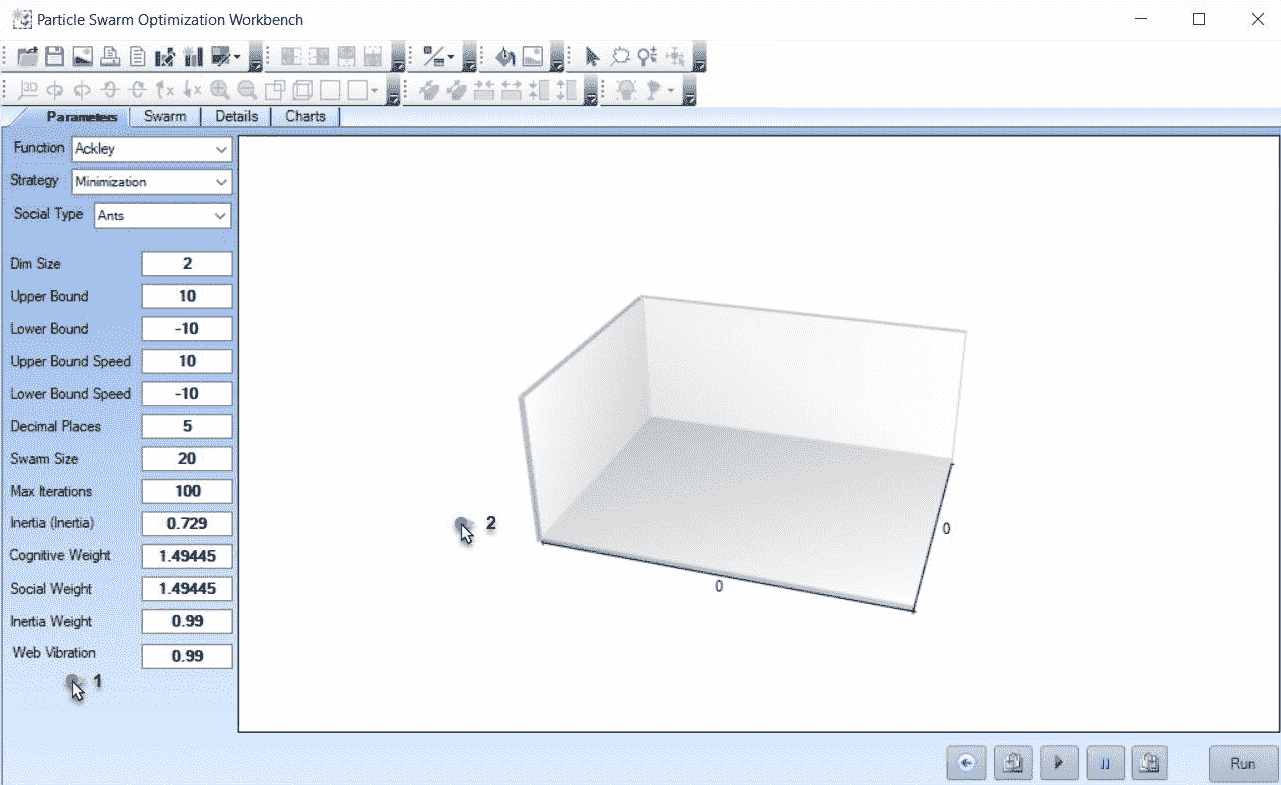 Particle Swarm Optimization Workbench
3D
Parameters Swarm Details Charts
Function Ackley
Strategy Minimization
Social Type Ants
Dim Size 2
Upper Bound 10
Lower Bound -10
Upper Bound Speed 10
Lower Bound Speed -10
Decimal Places 5
Swarm Size 20
Max Iterations 100
Inertia (Inertia) 0.729
Cognitive Weight 1.49445
Social Weight 1.49445
Inertia Weight 0.99
Web Vibration 0.99
1
2
0
0
Run